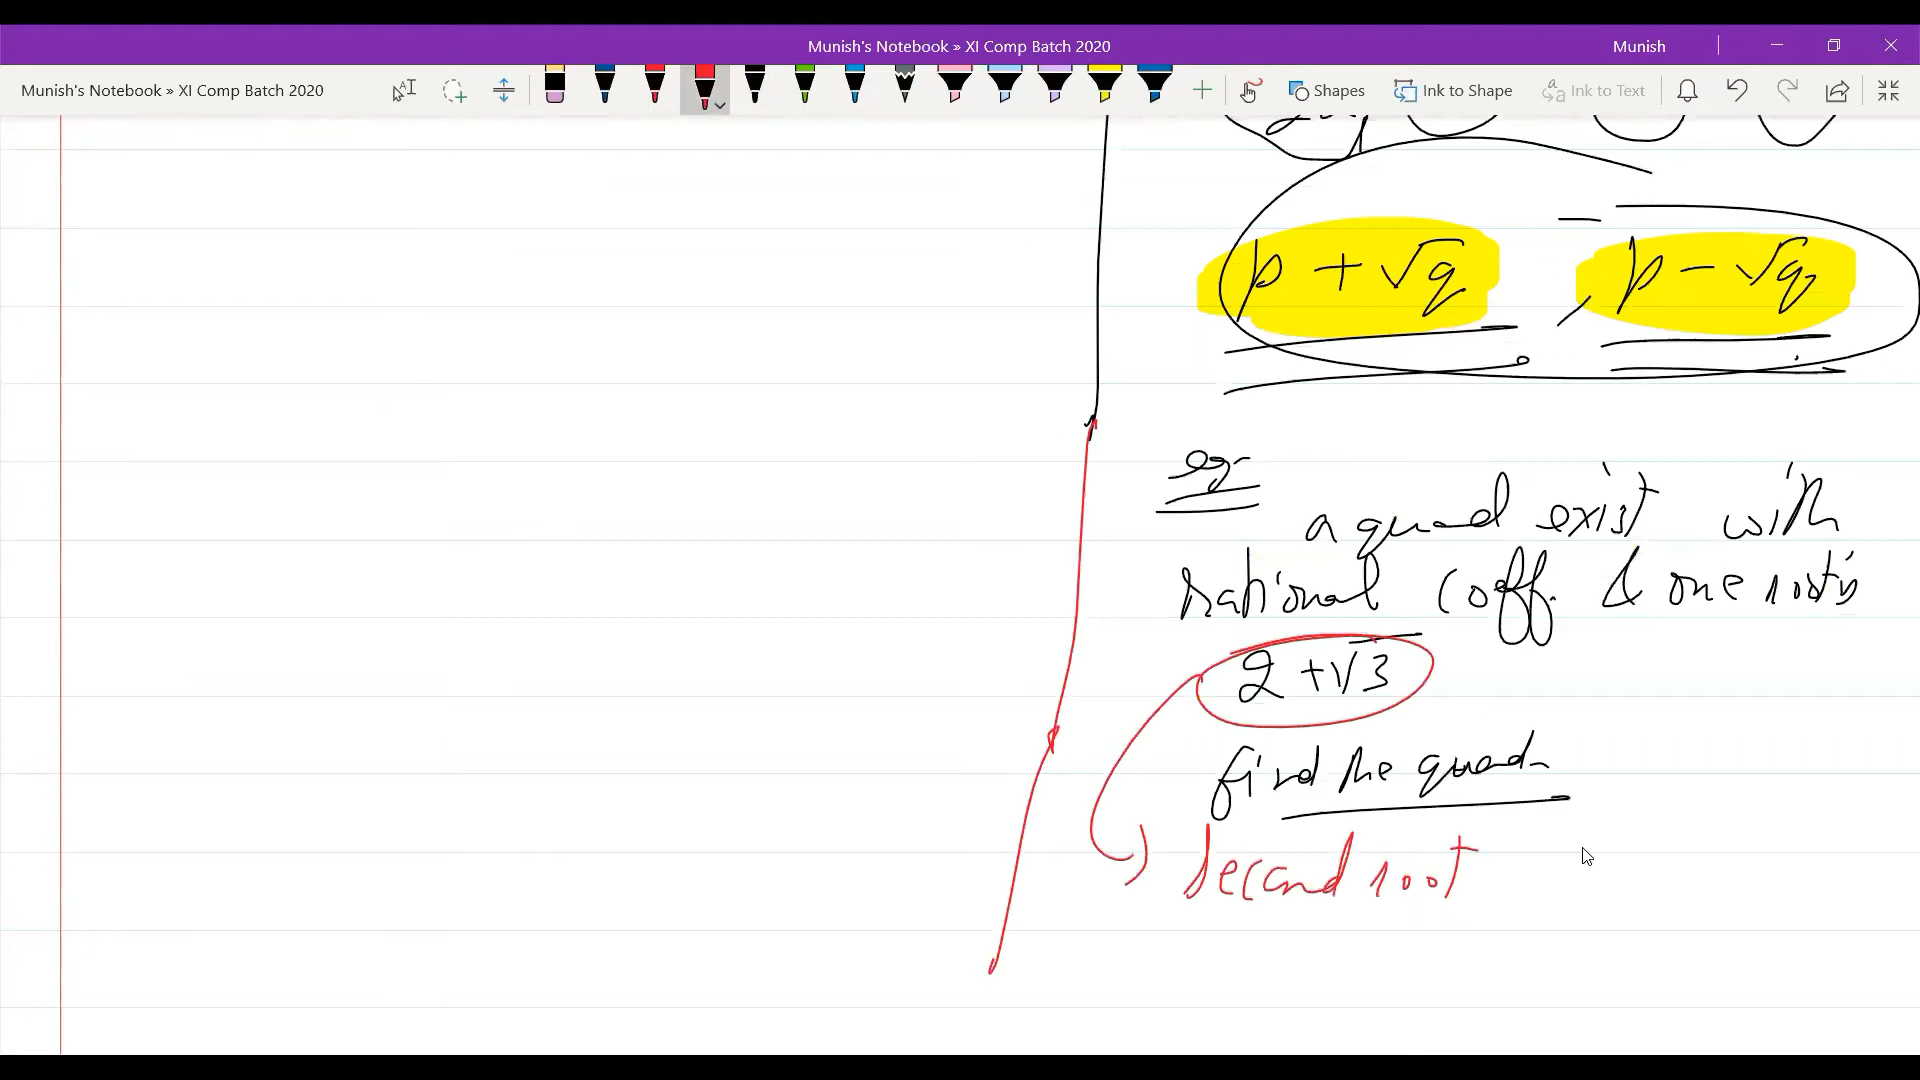 Munish's Notebook » XI Comp Batch 2020
Munish
Munish's Notebook » XI Comp Batch 2020
Shapes
Ink to Shape
Ink to Text
p + √q , p - √q
eg-
a quad exist with
rational coeff. & one root is
2 + √3
find the quad-
second root